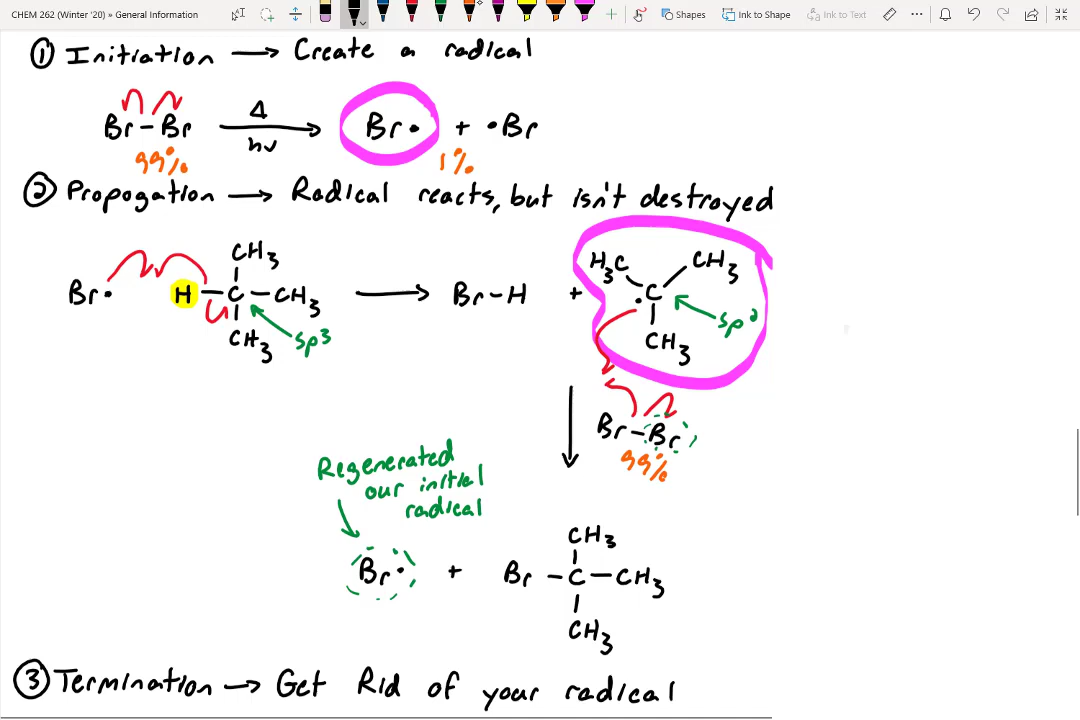 CHEM 262 (Winter '20) » General Information
Shapes Ink to Shape Ink to Text
① Initiation → Create a radical
Br-Br Δ hν → Br• + •Br
99% 1%
② Propogation → Radical reacts, but isn't destroyed
CH3
H3C CH3
Br• H-C-CH3 → Br-H + •C
sp3 sp2
CH3 CH3
Br-Br
99%
Regenerated
our initial
radical
CH3
Br• + Br-C-CH3
CH3
③ Termination → Get Rid of your radical